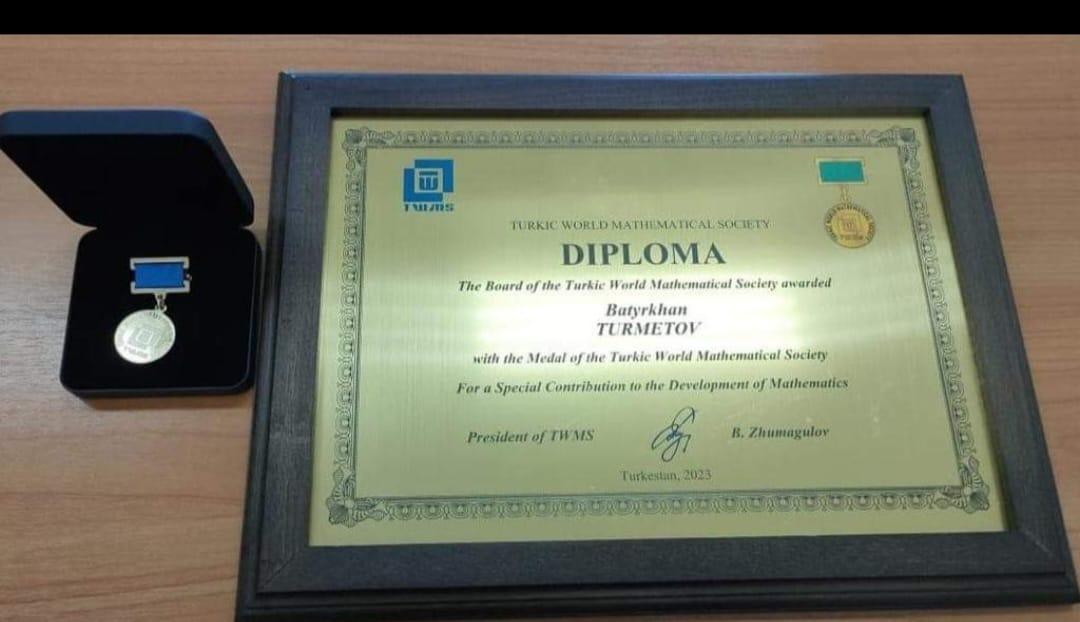 TWMS
TURKIC WORLD MATHEMATICAL SOCIETY
DIPLOMA
The Board of the Turkic World Mathematical Society awarded
Batyrkhan
TURMETOV
with the Medal of the Turkic World Mathematical Society
For a Special Contribution to the Development of Mathematics
President of TWMS B. Zhumagulov
Turkestan, 2023
TWMS